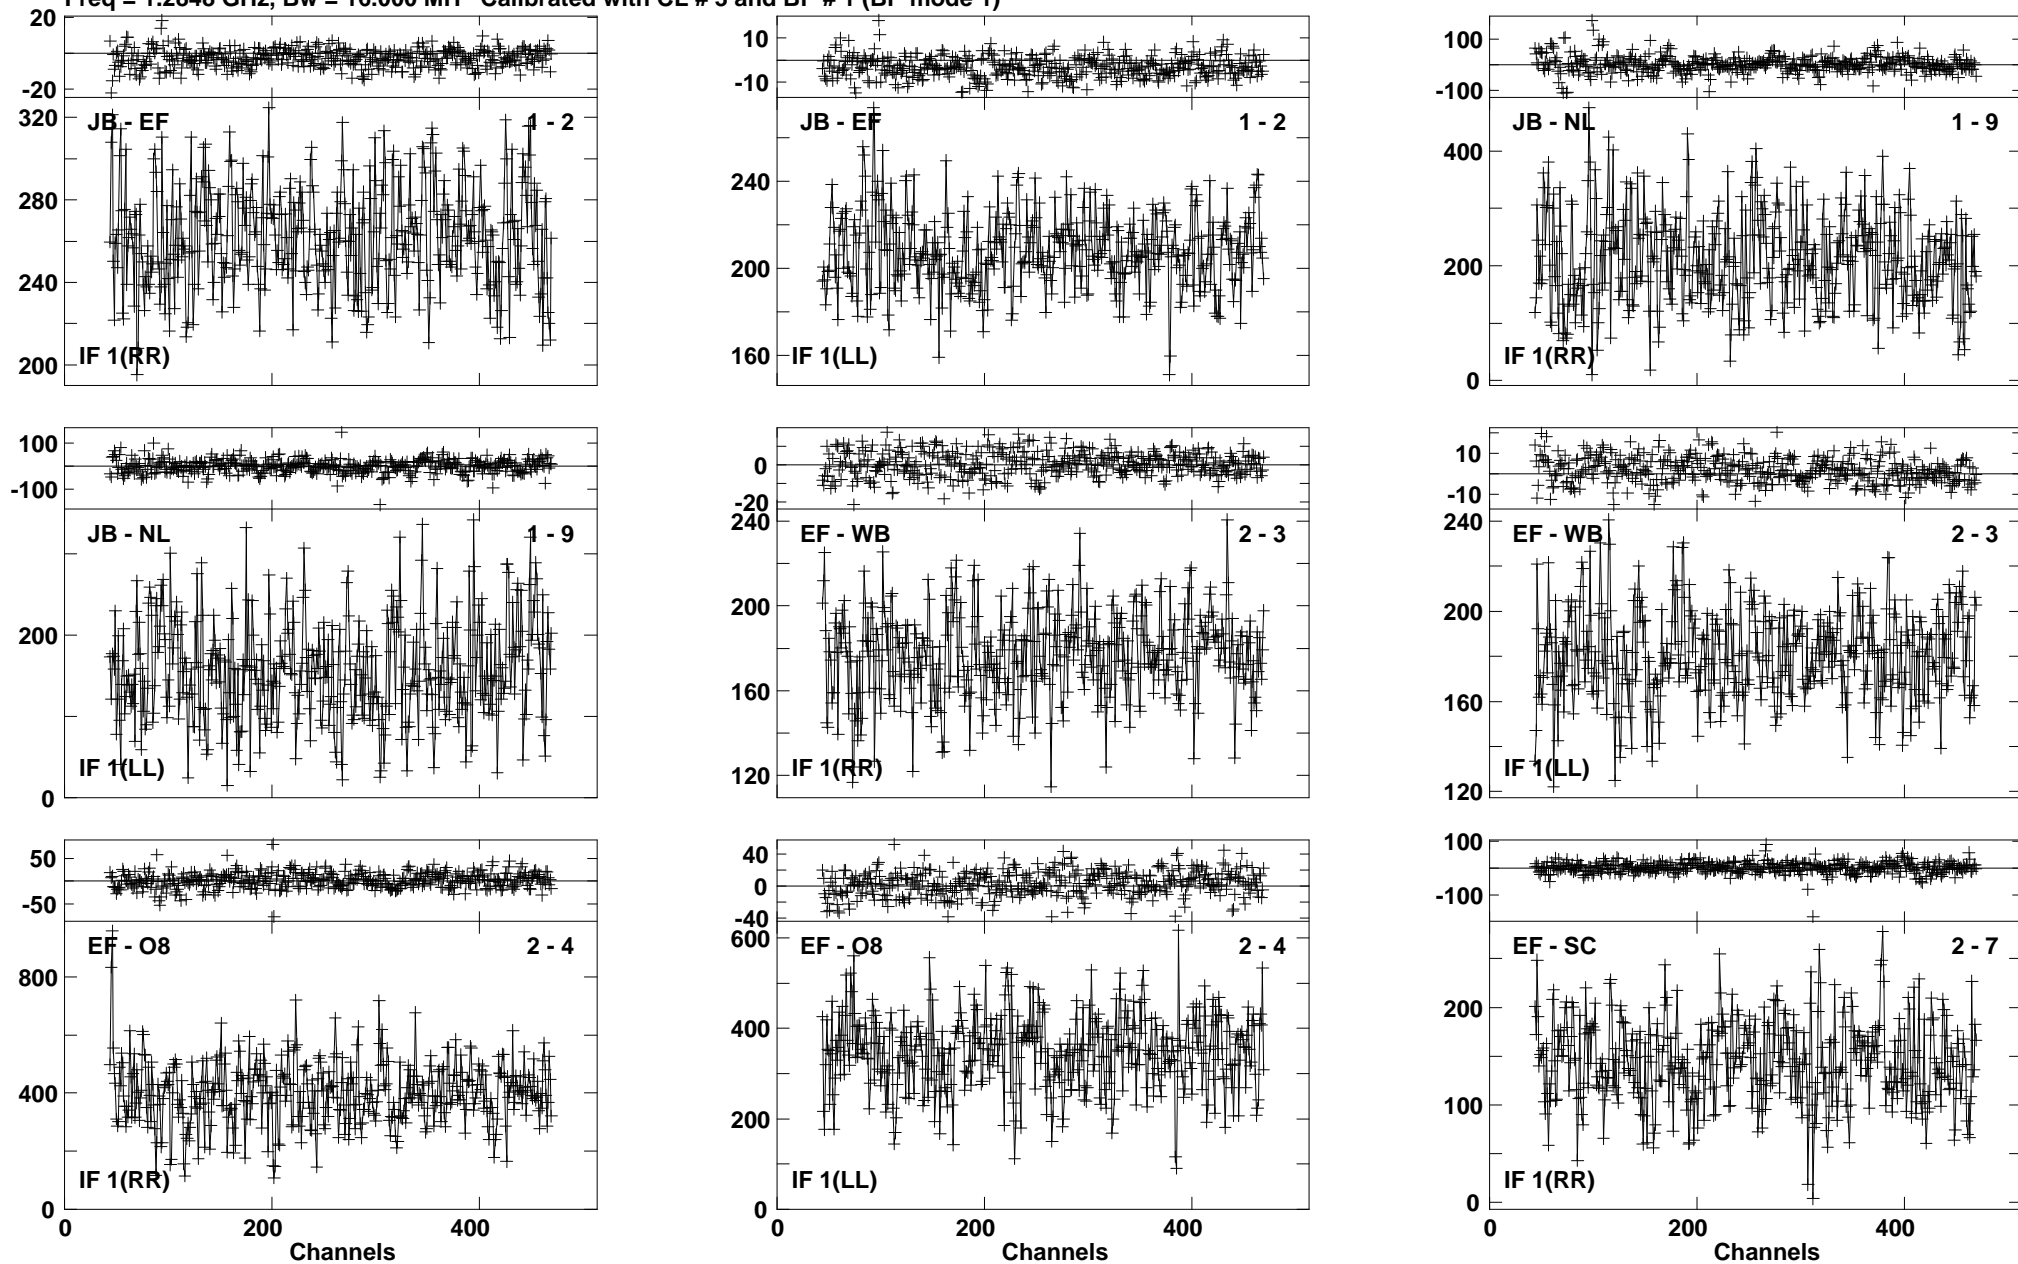 Freq = GHz, Bw = Calibrated with CL # and BP # 1 (BP mode 1)
20
-20
10
-10
100
-100
320
280
240
200
JB - EF 1 - 2
IF 1(RR)
240
200
160
JB - EF 1 - 2
IF 1(LL)
400
200
0
JB - NL 1 - 9
IF 1(RR)
100
-100
0
-20
10
-10
200
0
JB - NL 1 - 9
IF 1(LL)
240
200
160
120
EF - WB 2 - 3
IF 1(RR)
240
200
160
120
EF - WB 2 - 3
IF 1(LL)
50
-50
40
0
-40
100
-100
800
400
0
EF - O8 2 - 4
IF 1(RR)
600
400
200
0
EF - O8 2 - 4
IF 1(LL)
200
100
0
EF - SC 2 - 7
IF 1(RR)
0 200 400
Channels
200 400
0 200 400
Channels